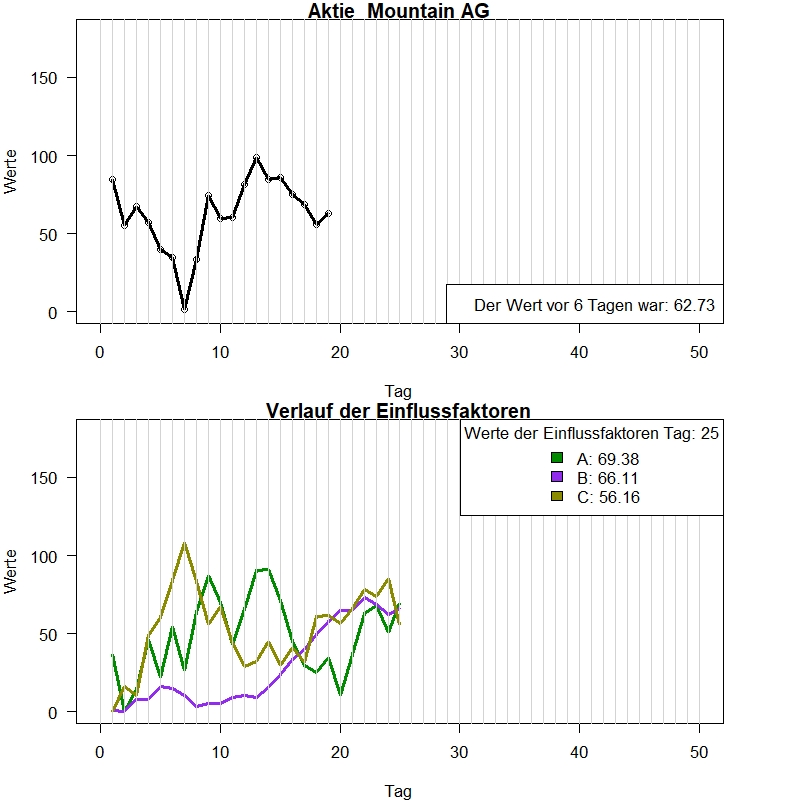 Aktie  Mountain AG
Werte
150
100
50
0
Der Wert vor 6 Tagen war: 62.73
0 10 20 30 40 50
Tag
Verlauf der Einflussfaktoren
Werte
150
100
50
0
Werte der Einflussfaktoren Tag: 25
A: 69.38
B: 66.11
C: 56.16
0 10 20 30 40 50
Tag